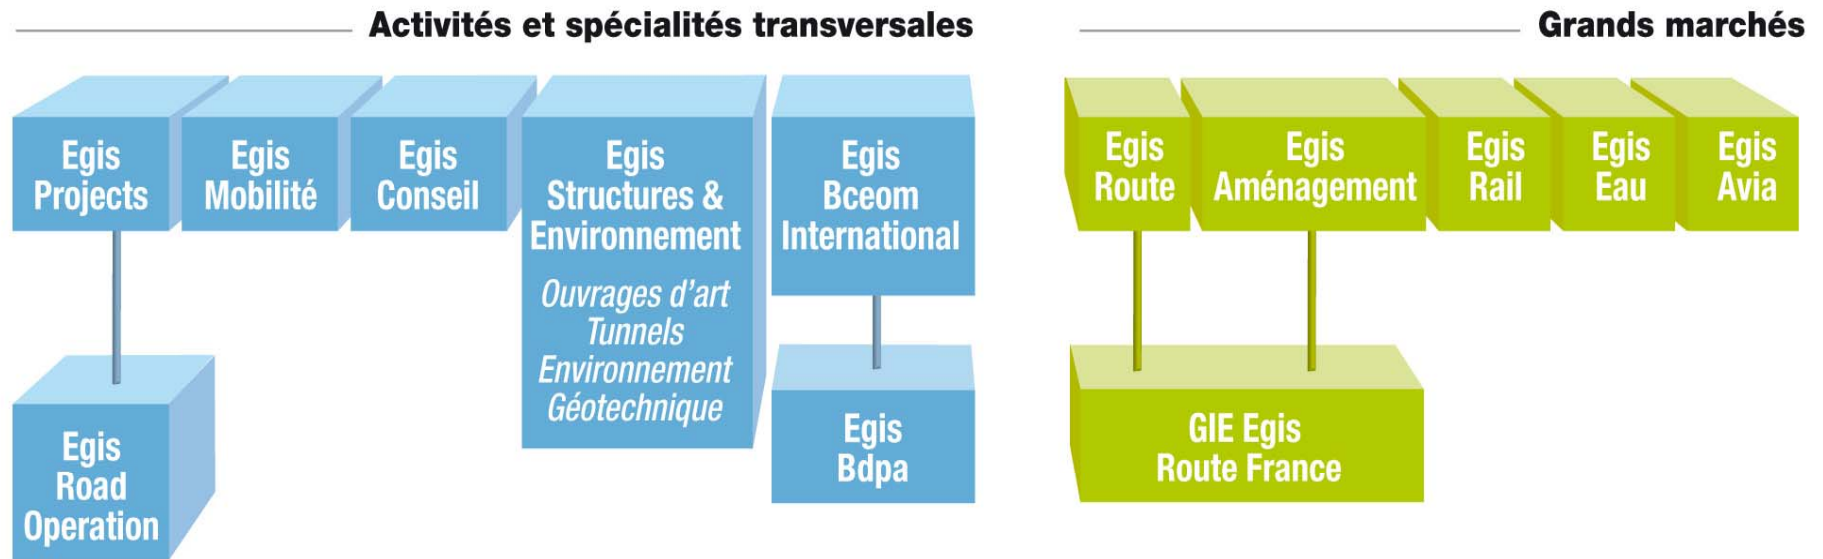 Activités et spécialités transversales
Egis
Projects
Egis
Mobilité
Egis
Conseil
Egis
Structures &
Environnement
Ouvrages d'art
Tunnels
Environnement
Géotechnique
Egis
Bceom
International
Egis
Road
Operation
Egis
Bdpa
Grands marchés
Egis
Route
Egis
Aménagement
Egis
Rail
Egis
Eau
Egis
Avia
GIE Egis
Route France